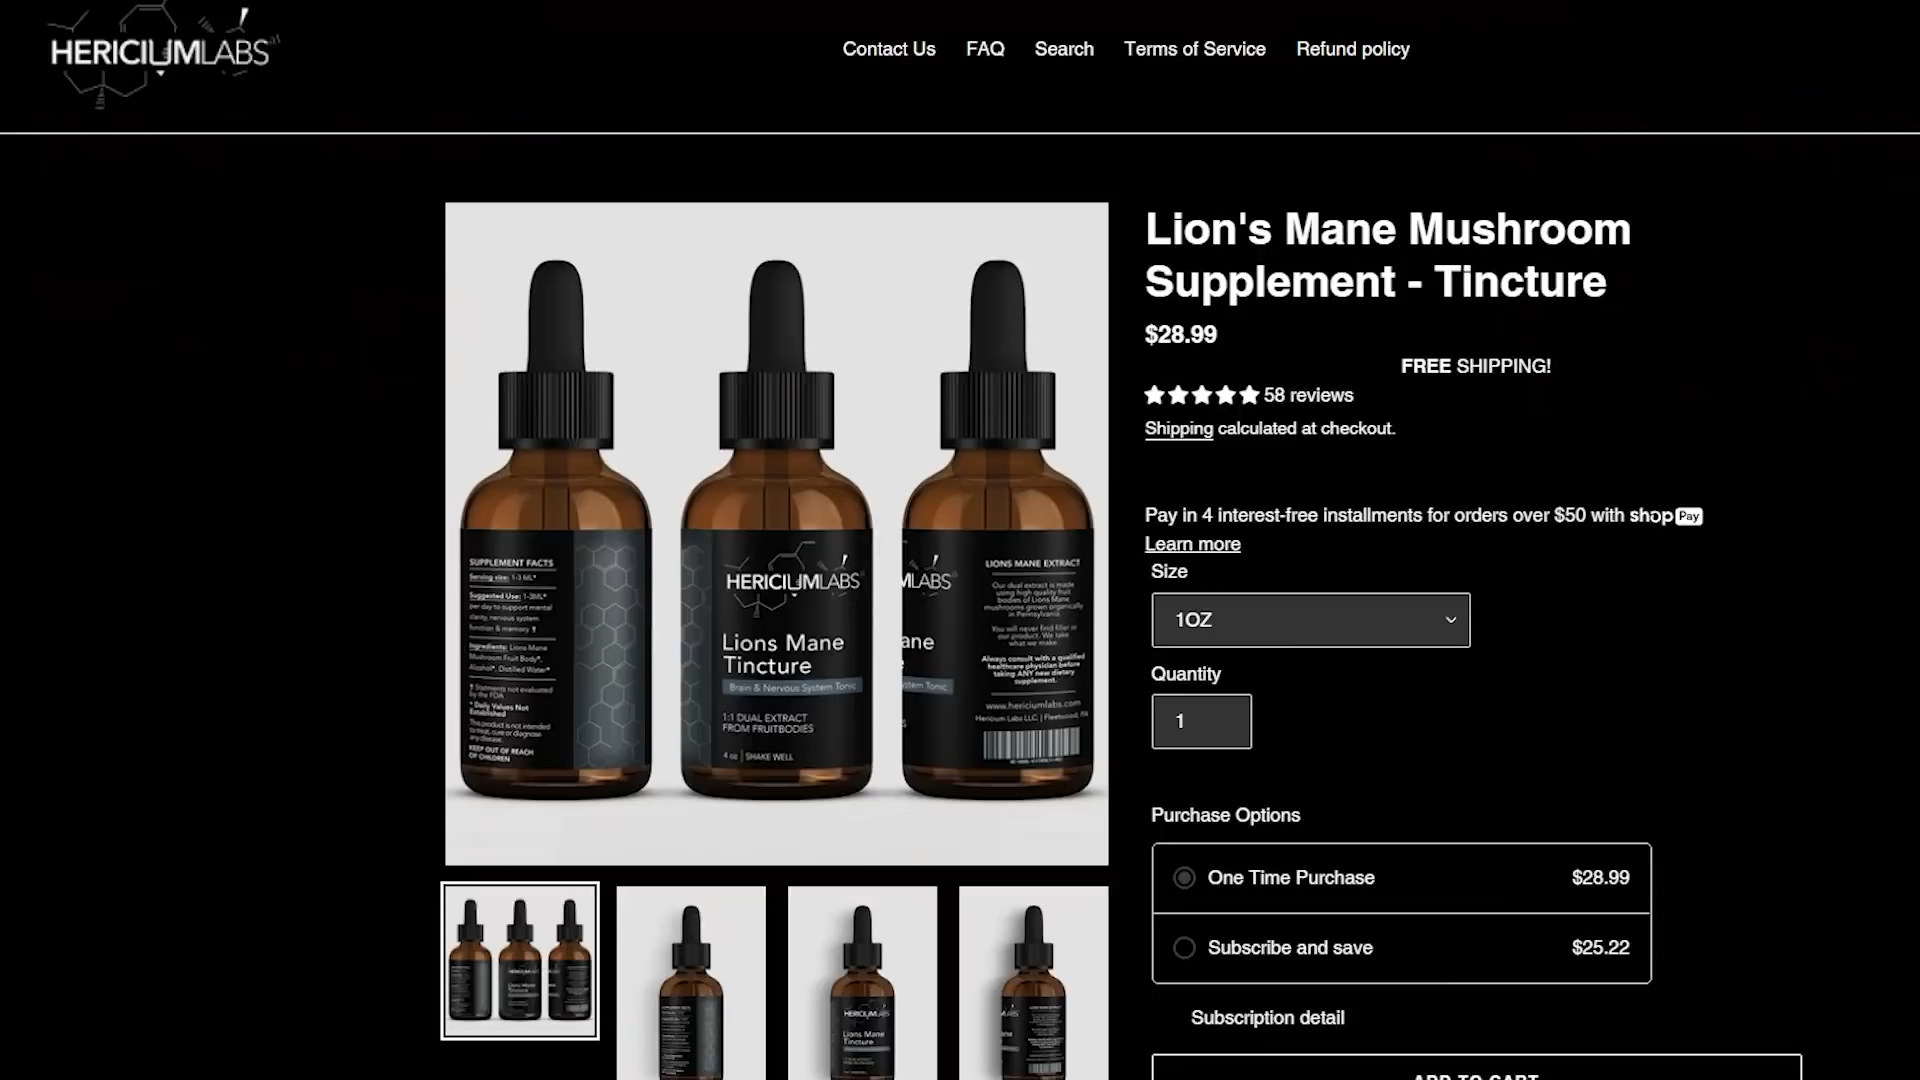 HERICIUMLABS
Contact Us FAQ Search Terms of Service Refund policy
Lion's Mane Mushroom
Supplement - Tincture
$28.99
FREE SHIPPING!
58 reviews
Shipping calculated at checkout.
Pay in 4 interest-free installments for orders over $50 with shop Pay
Learn more
Size
1OZ
Quantity
1
Purchase Options
One Time Purchase $28.99
Subscribe and save $25.22
Subscription detail
ADD TO CART
SUPPLEMENT FACTS
Serving size: 1-3 ML*
Suggested Use: 1-3ML*
per day to support mental
clarity, nervous system
function & memory †
Ingredients: Lions Mane
Mushroom Fruit Body*,
Alcohol*, Distilled Water*
by the FDA
* Daily Values Not
Established
This product is not intended
to treat, cure or diagnose
any disease.
KEEP OUT OF REACH
OF CHILDREN
HERICIUMLABS
Lions Mane
Tincture
Brain & Nervous System Tonic
1:1 DUAL EXTRACT
FROM FRUITBODIES
4 oz | SHAKE WELL
MLABS
ane
stem Tonic
LIONS MANE EXTRACT
Our dual extract is made
using high quality fruit
bodies of Lions Mane
mushrooms grown organically
in Pennsylvania.
You will never find filler in
our product. We take
what we make.
Always consult with a qualified
healthcare physician before
taking ANY new dietary
supplement.
www.hericiumlabs.com
Hericium Labs LLC. | Fleetwood, PA
HERICIUMLABS
Lions Mane
Tincture